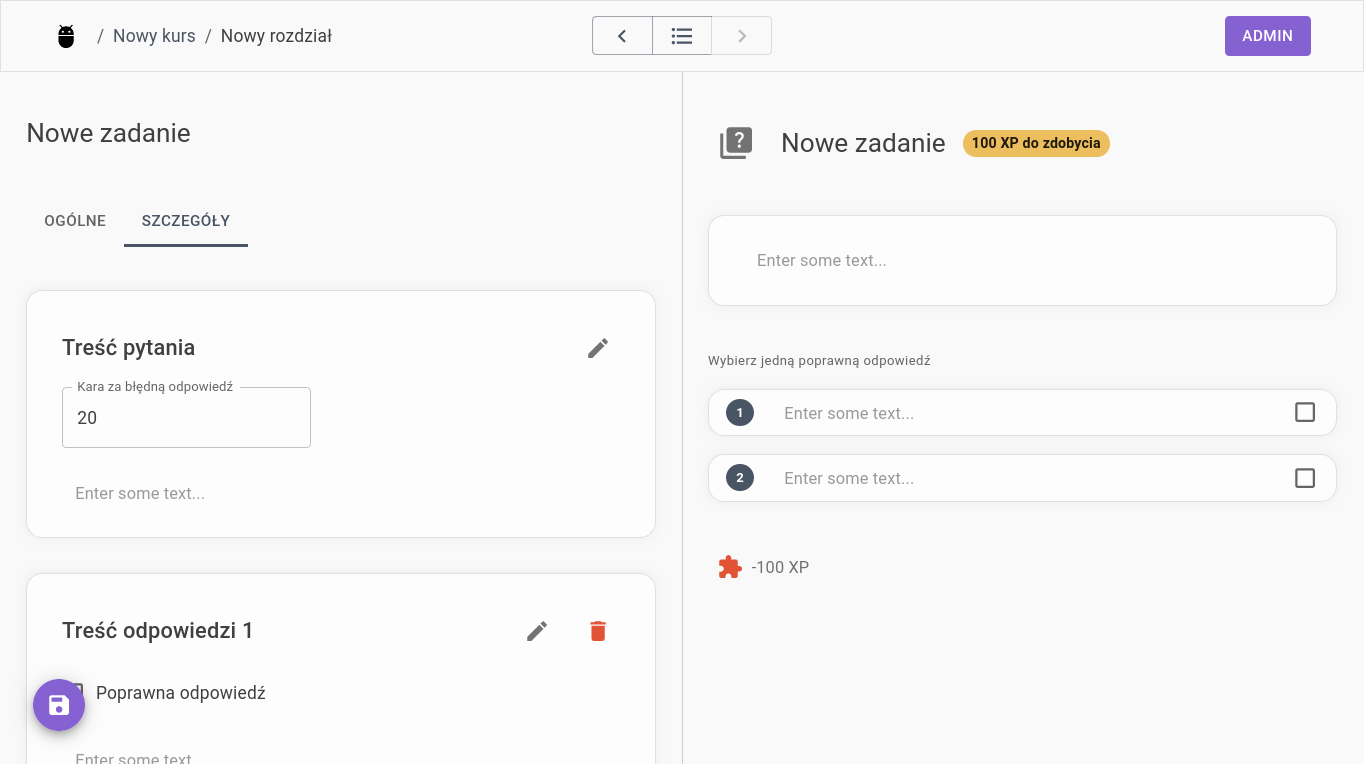 / Nowy kurs / Nowy rozdział
ADMIN
Nowe zadanie
OGÓLNE SZCZEGÓŁY
Treść pytania
Kara za błędną odpowiedź
20
Enter some text...
Treść odpowiedzi 1
Poprawna odpowiedź
Enter some text
? Nowe zadanie 100 XP do zdobycia
Enter some text...
Wybierz jedną poprawną odpowiedź
1 Enter some text...
2 Enter some text...
-100 XP